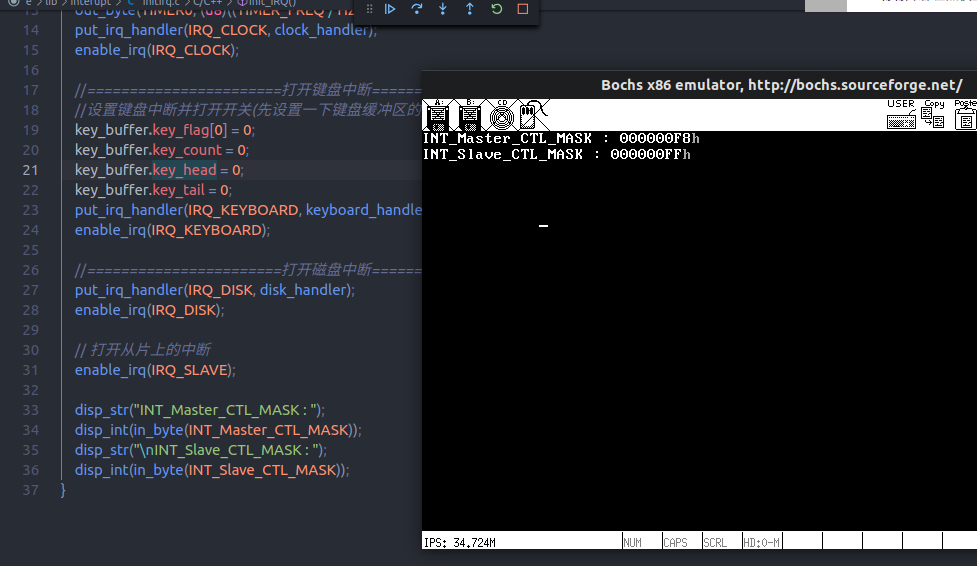 e > lib > interupt > C initirq.c > C/C++ > init_IRQ()
out_byte(TIMER0, (u8)((TIMER_FREQ /
14 put_irq_handler(IRQ_CLOCK, clock_handler);
15 enable_irq(IRQ_CLOCK);
16
17 //=======================打开键盘中断======
18 //设置键盘中断并打开开关(先设置一下键盘缓冲区的
19 key_buffer.key_flag[0] = 0;
20 key_buffer.key_count = 0;
21 key_buffer.key_head = 0;
22 key_buffer.key_tail = 0;
23 put_irq_handler(IRQ_KEYBOARD, keyboard_handle
24 enable_irq(IRQ_KEYBOARD);
25
26 //=======================打开磁盘中断======
27 put_irq_handler(IRQ_DISK, disk_handler);
28 enable_irq(IRQ_DISK);
29
30 // 打开从片上的中断
31 enable_irq(IRQ_SLAVE);
32
33 disp_str("INT_Master_CTL_MASK : ");
34 disp_int(in_byte(INT_Master_CTL_MASK));
35 disp_str("\nINT_Slave_CTL_MASK : ");
36 disp_int(in_byte(INT_Slave_CTL_MASK));
37 }
Bochs x86 emulator, http://bochs.sourceforge.net/
A: B: CD USER Copy Paste
INT_Master_CTL_MASK : 000000F8h
INT_Slave_CTL_MASK : 000000FFh
IPS: 34.724M NUM CAPS SCRL HD:0-M